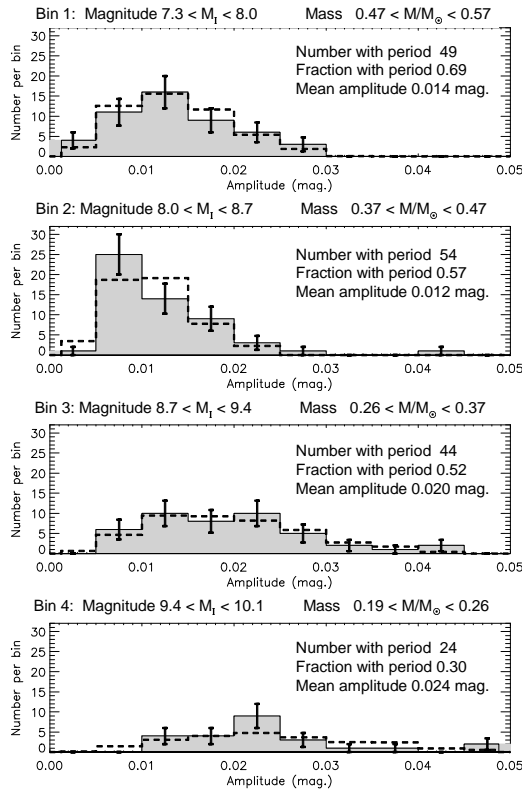 Bin 1: Magnitude 7.3 < M_I < 8.0 Mass 0.47 < M/M⊙ < 0.57
Number per bin
30
25
20
15
10
5
0
Number with period 49
Fraction with period 0.69
Mean amplitude 0.014 mag.
0.00 0.01 0.02 0.03 0.04 0.05
Amplitude (mag.)
Bin 2: Magnitude 8.0 < M_I < 8.7 Mass 0.37 < M/M⊙ < 0.47
Number per bin
30
25
20
15
10
5
0
Number with period 54
Fraction with period 0.57
Mean amplitude 0.012 mag.
0.00 0.01 0.02 0.03 0.04 0.05
Amplitude (mag.)
Bin 3: Magnitude 8.7 < M_I < 9.4 Mass 0.26 < M/M⊙ < 0.37
Number per bin
30
25
20
15
10
5
0
Number with period 44
Fraction with period 0.52
Mean amplitude 0.020 mag.
0.00 0.01 0.02 0.03 0.04 0.05
Amplitude (mag.)
Bin 4: Magnitude 9.4 < M_I < 10.1 Mass 0.19 < M/M⊙ < 0.26
Number per bin
30
25
20
15
10
5
0
Number with period 24
Fraction with period 0.30
Mean amplitude 0.024 mag.
0.00 0.01 0.02 0.03 0.04 0.05
Amplitude (mag.)